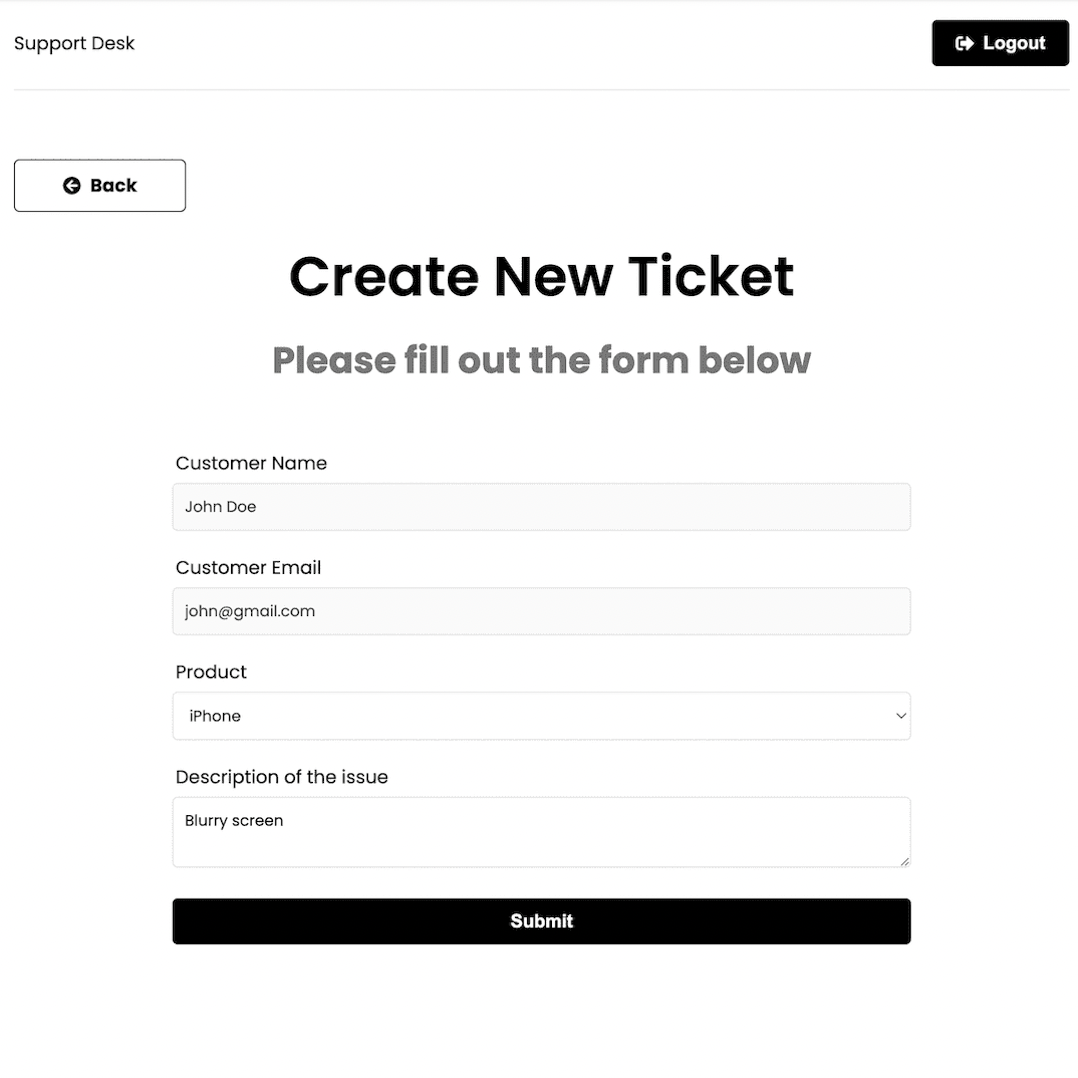 Support Desk
Logout
Back
Create New Ticket
Please fill out the form below
Customer Name
John Doe
Customer Email
john@gmail.com
Product
iPhone
Description of the issue
Blurry screen
Submit